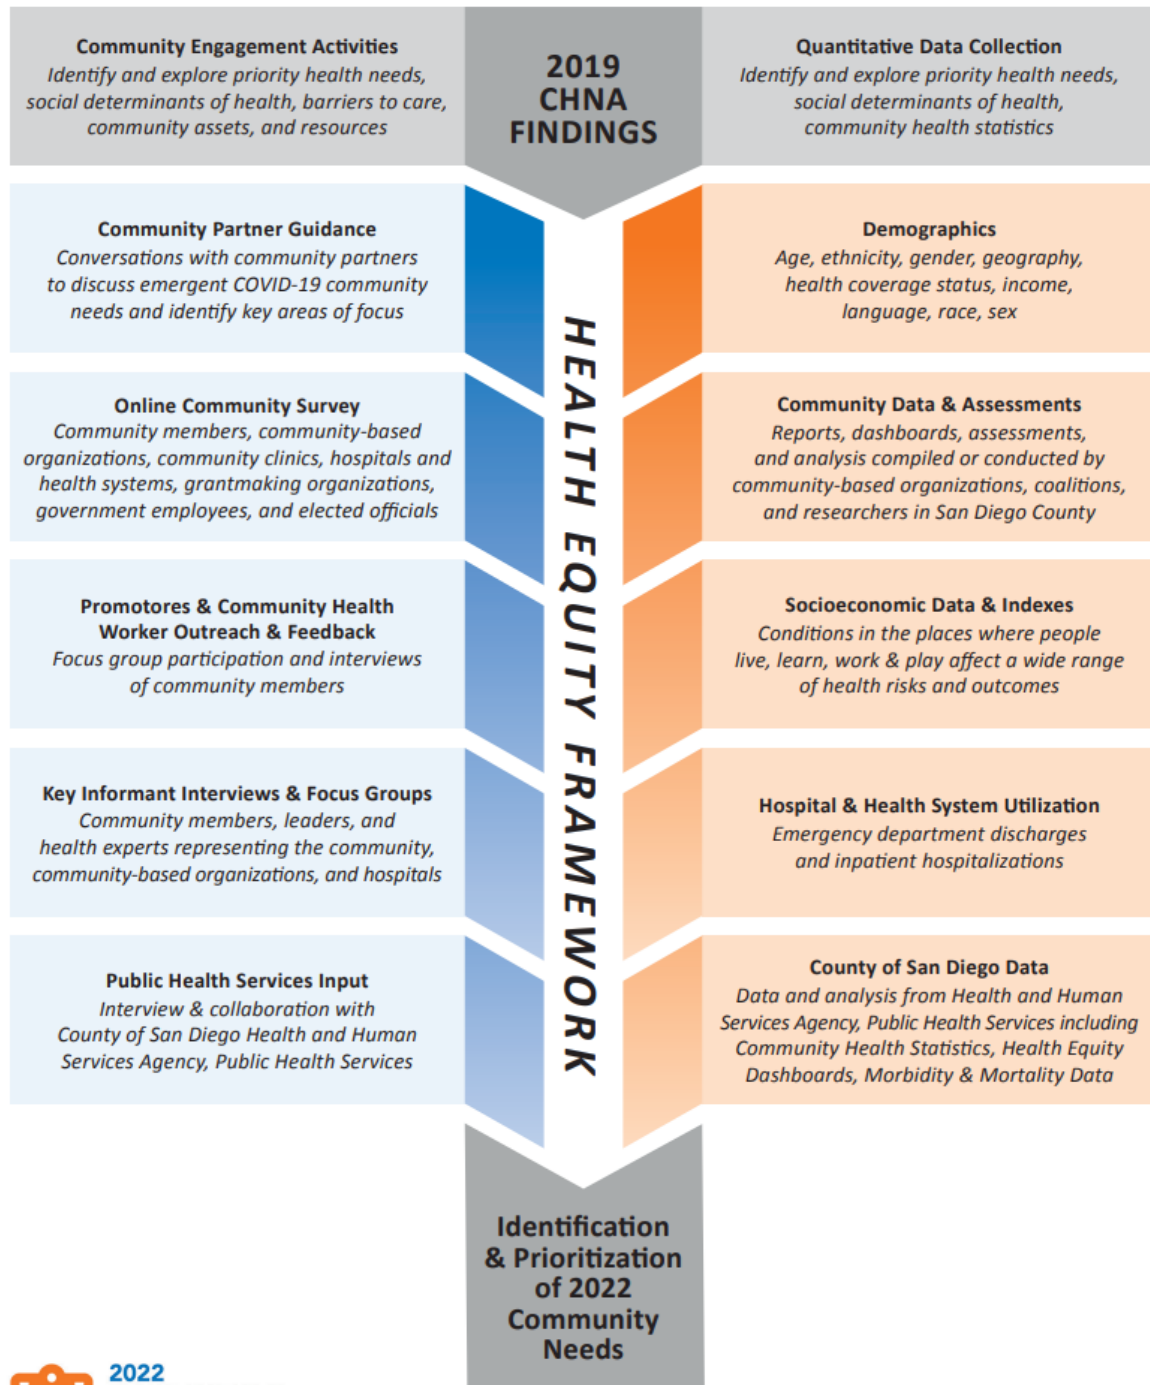 Community Engagement Activities
Identify and explore priority health needs,
social determinants of health, barriers to care,
community assets, and resources
2019
CHNA
FINDINGS
Quantitative Data Collection
Identify and explore priority health needs,
social determinants of health,
community health statistics
Community Partner Guidance
Conversations with community partners
to discuss emergent COVID-19 community
needs and identify key areas of focus
Online Community Survey
Community members, community-based
organizations, community clinics, hospitals and
health systems, grantmaking organizations,
government employees, and elected officials
Promotores & Community Health
Worker Outreach & Feedback
Focus group participation and interviews
of community members
Key Informant Interviews & Focus Groups
Community members, leaders, and
health experts representing the community,
community-based organizations, and hospitals
Public Health Services Input
Interview & collaboration with
County of San Diego Health and Human
Services Agency, Public Health Services
HEALTH EQUITY FRAMEWORK
Demographics
Age, ethnicity, gender, geography,
health coverage status, income,
language, race, sex
Community Data & Assessments
Reports, dashboards, assessments,
and analysis compiled or conducted by
community-based organizations, coalitions,
and researchers in San Diego County
Socioeconomic Data & Indexes
Conditions in the places where people
live, learn, work & play affect a wide range
of health risks and outcomes
Hospital & Health System Utilization
Emergency department discharges
and inpatient hospitalizations
County of San Diego Data
Data and analysis from Health and Human
Services Agency, Public Health Services including
Community Health Statistics, Health Equity
Dashboards, Morbidity & Mortality Data
Identification
& Prioritization
of 2022
Community
Needs
2022